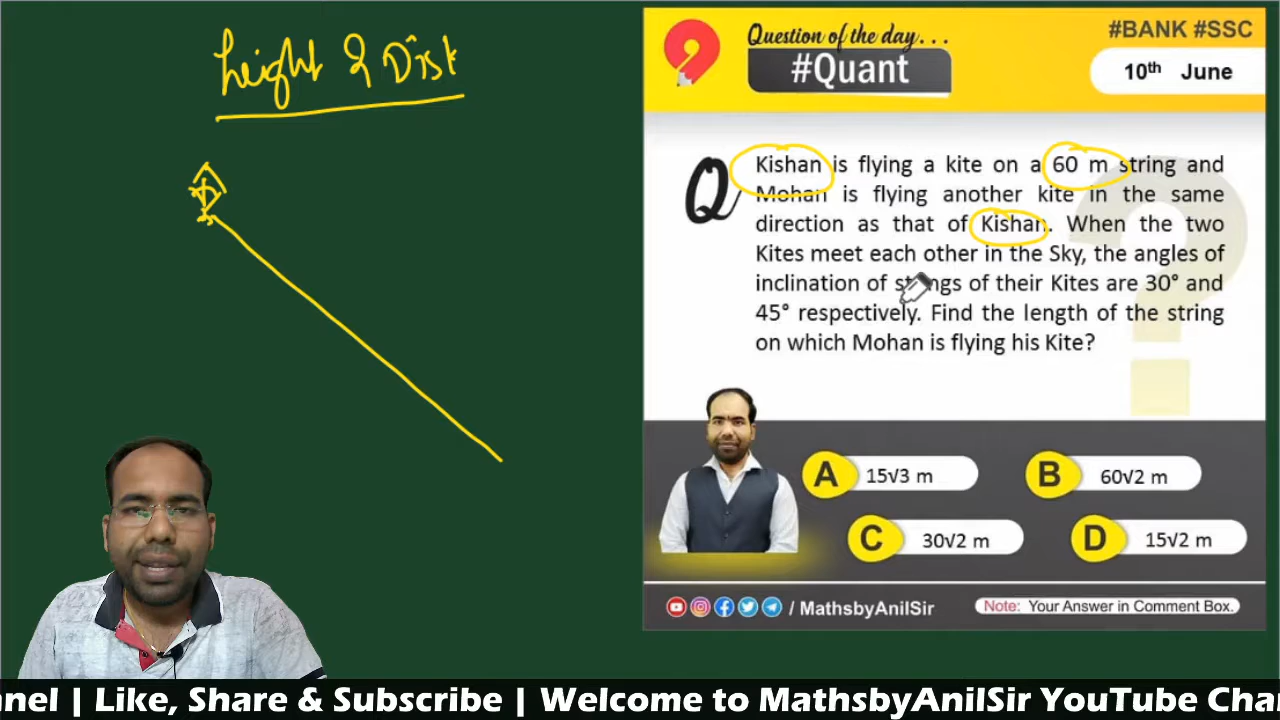 height & Dist
Question of the day...
#Quant
#BANK #SSC
10th June
Q
Kishan is flying a kite on a 60 m string and
Mohan is flying another kite in the same
direction as that of Kishan. When the two
Kites meet each other in the Sky, the angles of
inclination of strings of their Kites are 30° and
45° respectively. Find the length of the string
on which Mohan is flying his Kite?
A 15√3 m
B 60√2 m
C 30√2 m
D 15√2 m
/ MathsbyAnilSir
Note: Your Answer in Comment Box.
nnel | Like, Share & Subscribe | Welcome to MathsbyAnilSir YouTube Cha